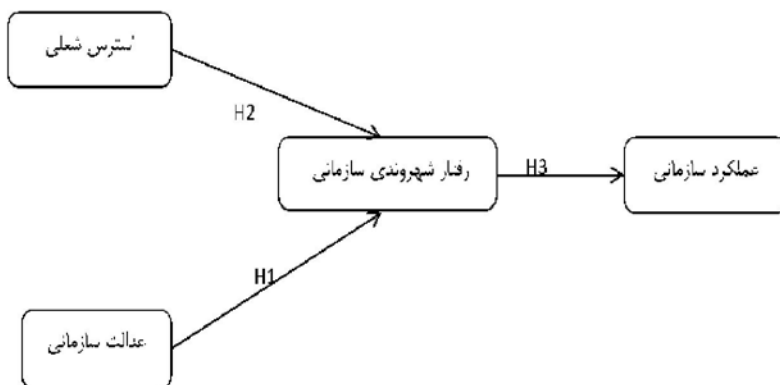 استرس شغلی
H2
رفتار شهروندی سازمانی
H3
عملکرد سازمانی
H1
عدالت سازمانی